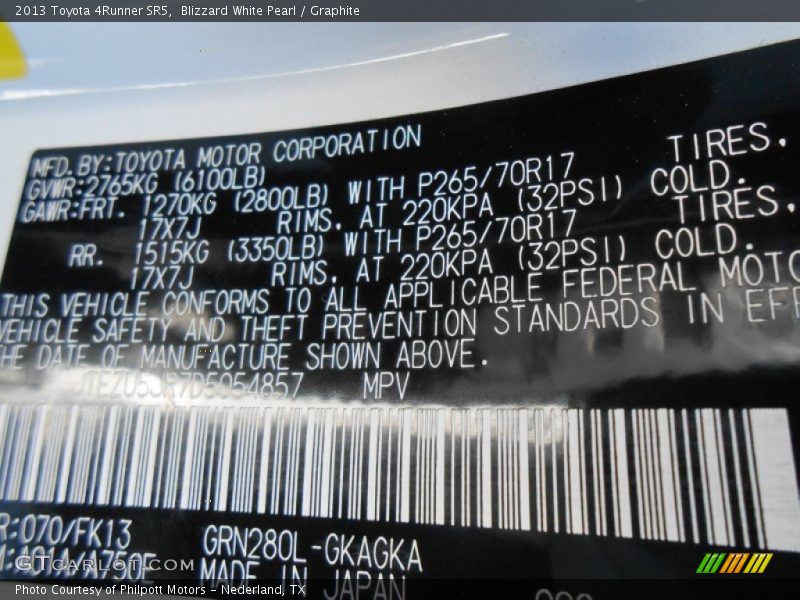 2013 Toyota 4Runner SR5,  Blizzard White Pearl / Graphite
MFD. BY:TOYOTA MOTOR CORPORATION
GVWR:2765KG (6100LB)
GAWR:FRT. 1270KG (2800LB) WITH P265/70R17 TIRES,
17X7J RIMS, AT 220KPA (32PSI) COLD.
RR. 1515KG (3350LB) WITH P265/70R17 TIRES,
17X7J RIMS, AT 220KPA (32PSI) COLD.
THIS VEHICLE CONFORMS TO ALL APPLICABLE FEDERAL MOTO
VEHICLE SAFETY AND THEFT PREVENTION STANDARDS IN EFF
HE DATE OF MANUFACTURE SHOWN ABOVE.
MPV
R:070/FK13 GRN280L-GKAGKA
MADE IN JAPAN
GTcarlot.com
Photo Courtesy of Philpott Motors - Nederland, TX